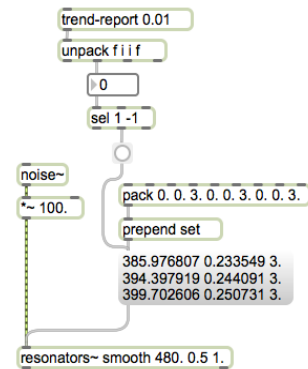 trend-report 0.01
unpack f i i f
0
sel 1 -1
noise~
*~ 100.
pack 0. 0. 3. 0. 0. 3. 0. 0. 3.
prepend set
385.976807 0.233549 3.
394.397919 0.244091 3.
399.702606 0.250731 3.
resonators~ smooth 480. 0.5 1.